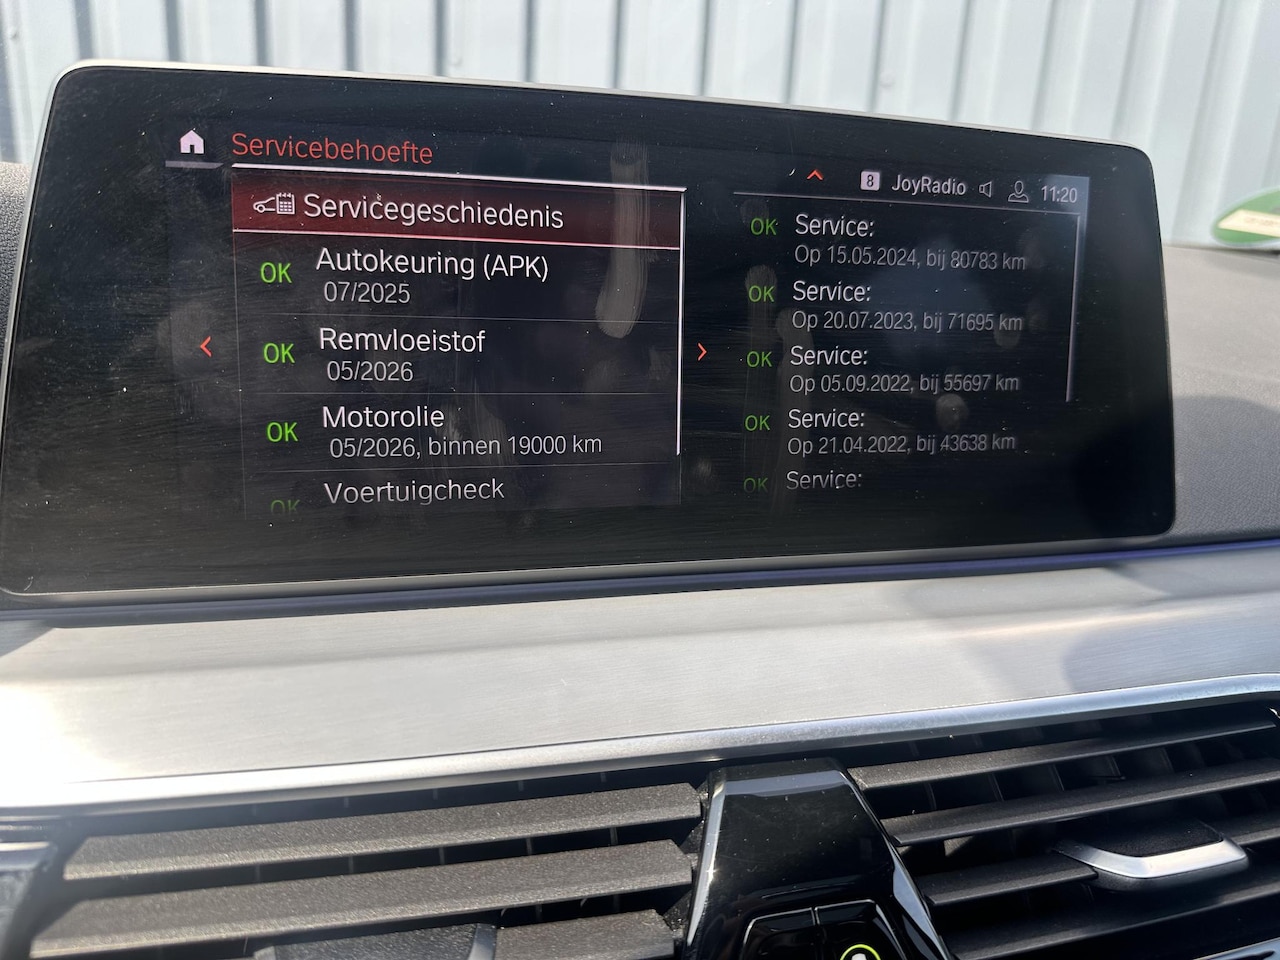 Servicebehoefte
8 JoyRadio 11:20
Servicegeschiedenis
OK Autokeuring (APK)
07/2025
OK Remvloeistof
05/2026
OK Motorolie
05/2026, binnen 19000 km
OK Voertuigcheck
OK Service:
Op 15.05.2024, bij 80783 km
OK Service:
Op 20.07.2023, bij 71695 km
OK Service:
Op 05.09.2022, bij 55697 km
OK Service:
Op 21.04.2022, bij 43638 km
OK Service: